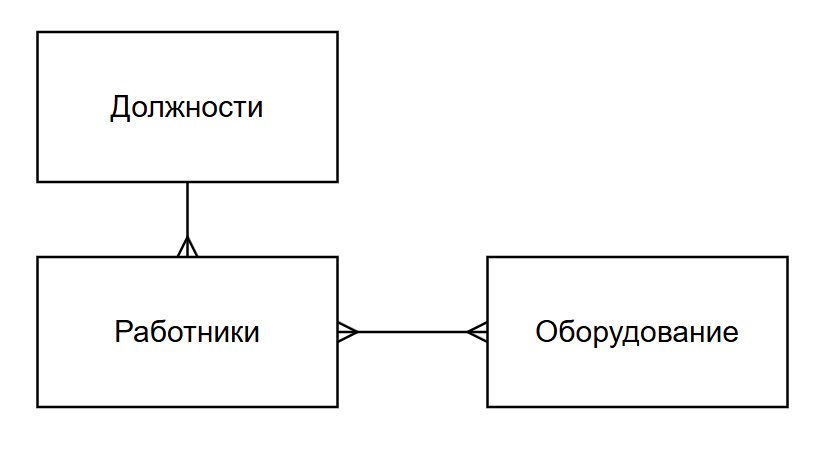 Должности
Работники
Оборудование